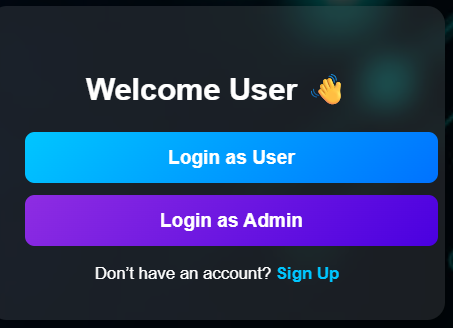 Welcome User 👋
Login as User
Login as Admin
Don’t have an account? Sign Up